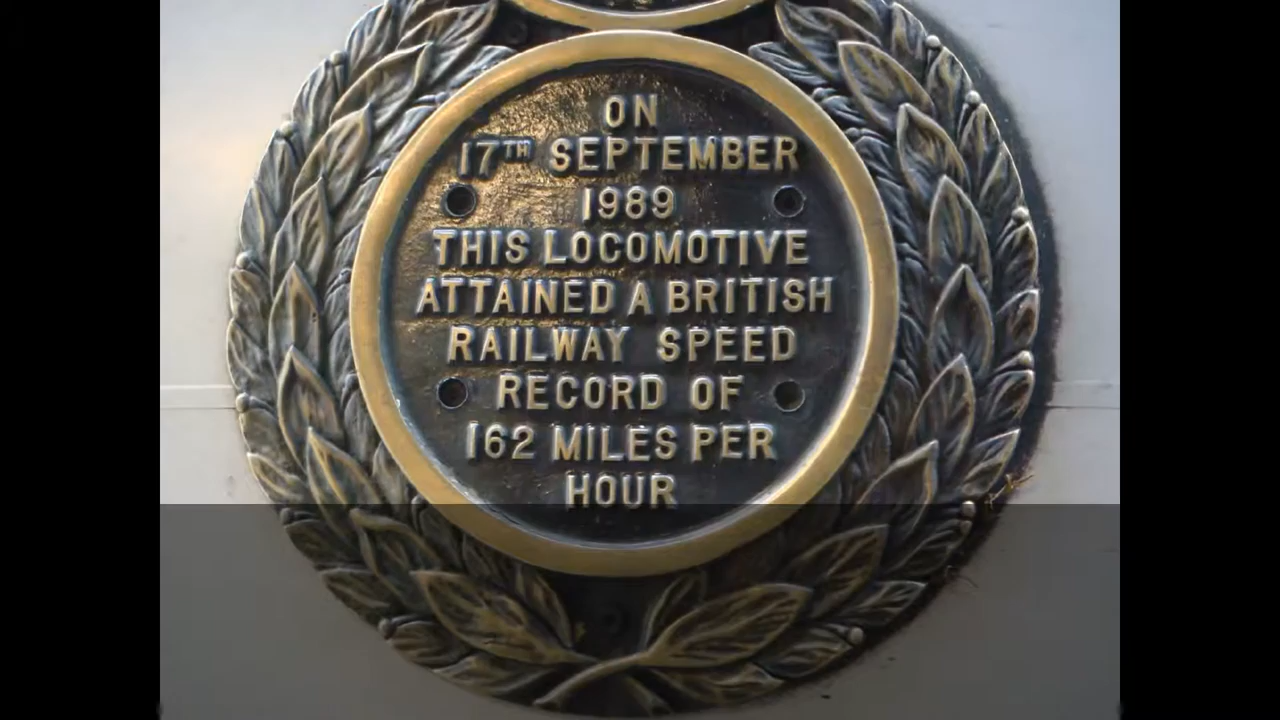 ON
17TH SEPTEMBER
1989
THIS LOCOMOTIVE
ATTAINED A BRITISH
RAILWAY SPEED
RECORD OF
162 MILES PER
HOUR